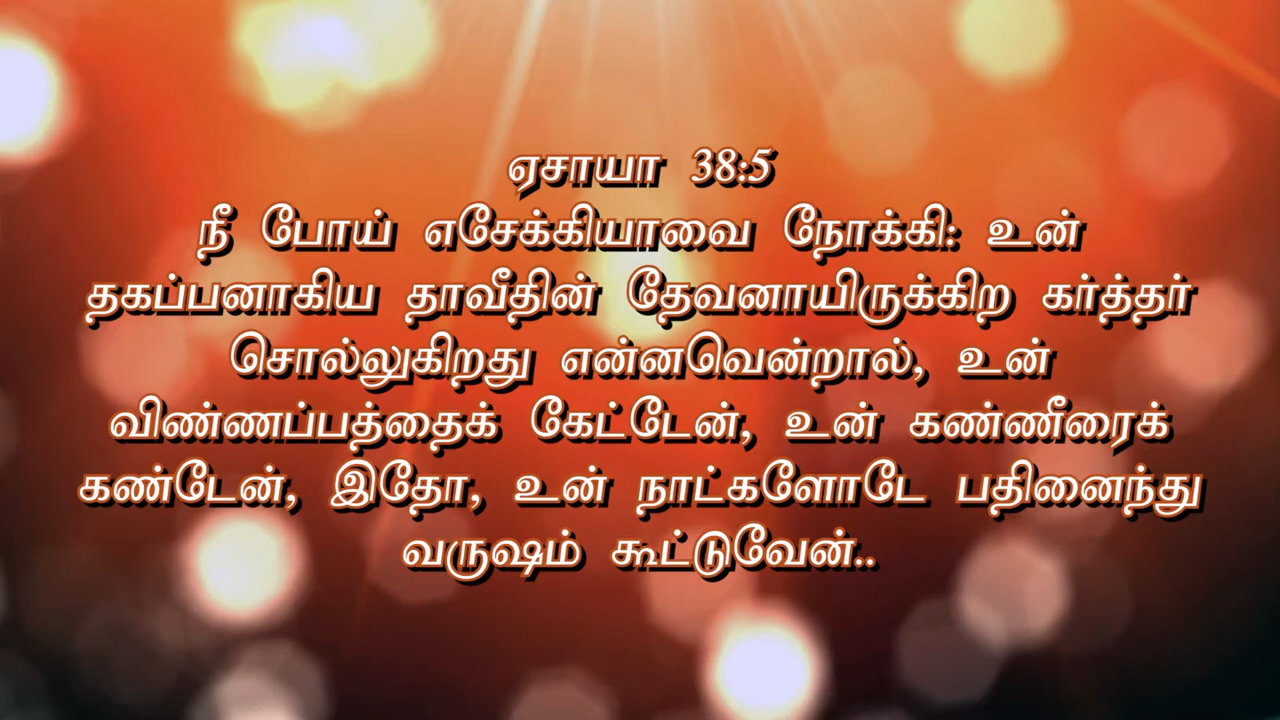 ஏசாயா 38:5
நீ போய் எசேக்கியாவை நோக்கி: உன்
தகப்பனாகிய தாவீதின் தேவனாயிருக்கிற கர்த்தர்
சொல்லுகிறது என்னவென்றால், உன்
விண்ணப்பத்தைக் கேட்டேன், உன் கண்ணீரைக்
கண்டேன், இதோ, உன் நாட்களோடே பதினைந்து
வருஷம் கூட்டுவேன்..